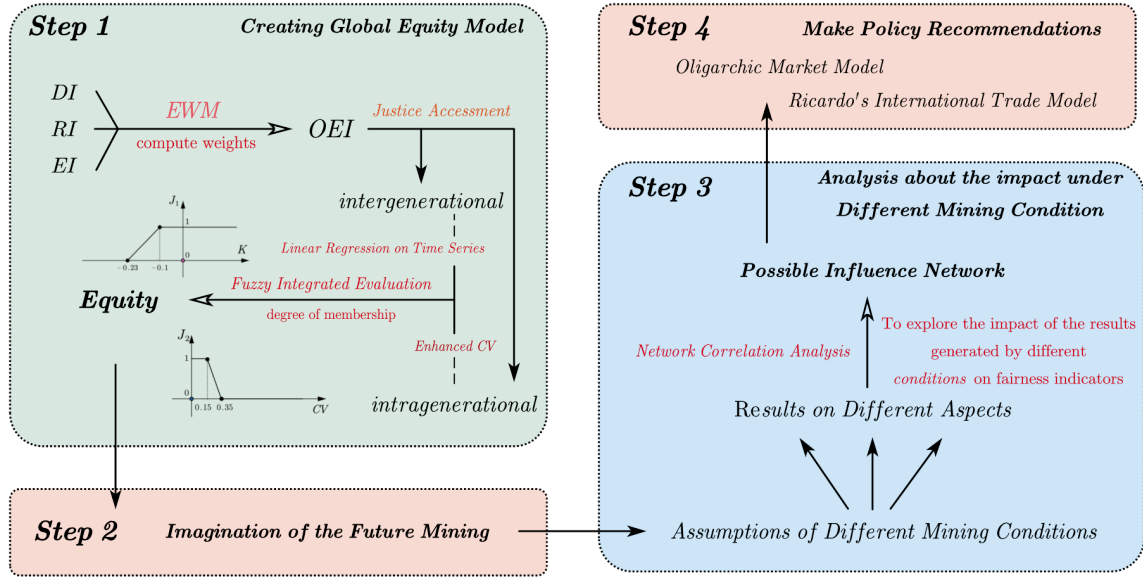 Step 1
Creating Global Equity Model
DI
RI
EI
EWM
compute weights
OEI
Justice Accessment
intergenerational
Linear Regression on Time Series
J1
1
0
K
−0.23
−0.1
Equity
Fuzzy Integrated Evaluation
degree of membership
Enhanced CV
J2
1
0
0.15
0.35
CV
intragenerational
Step 2
Imagination of the Future Mining
Step 3
Analysis about the impact under
Different Mining Condition
Possible Influence Network
Network Correlation Analysis
To explore the impact of the results
generated by different
conditions on fairness indicators
Results on Different Aspects
Assumptions of Different Mining Conditions
Step 4
Make Policy Recommendations
Oligarchic Market Model
Ricardo's International Trade Model